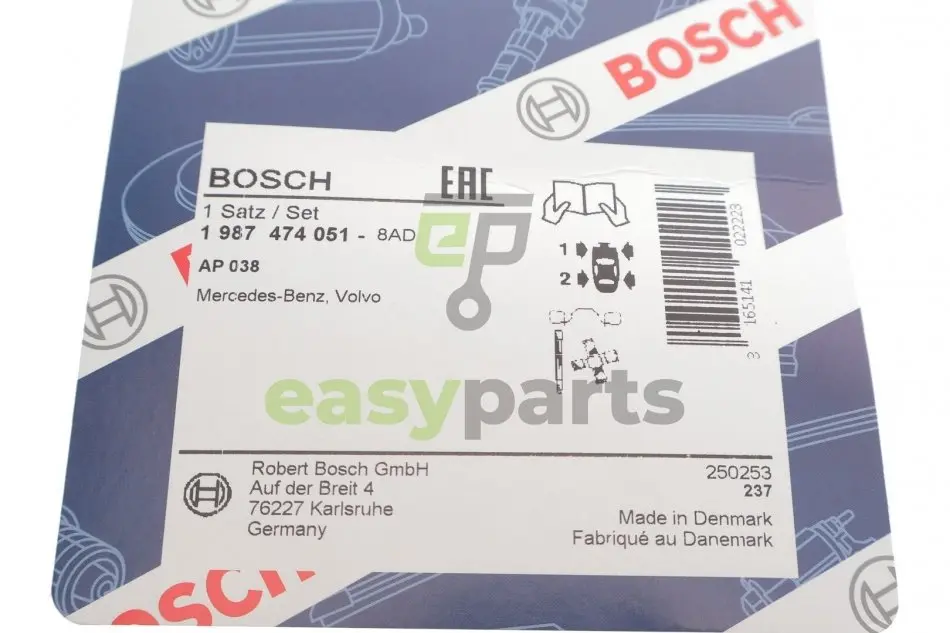 BOSCH
BOSCH
EAC
1 Satz / Set
1 987 474 051 - 8AD
AP 038
Mercedes-Benz, Volvo
1
2
3 165141 022223
ep
easyparts
Robert Bosch GmbH
Auf der Breit 4
76227 Karlsruhe
Germany
250253
237
Made in Denmark
Fabriqué au Danemark
BOSCH